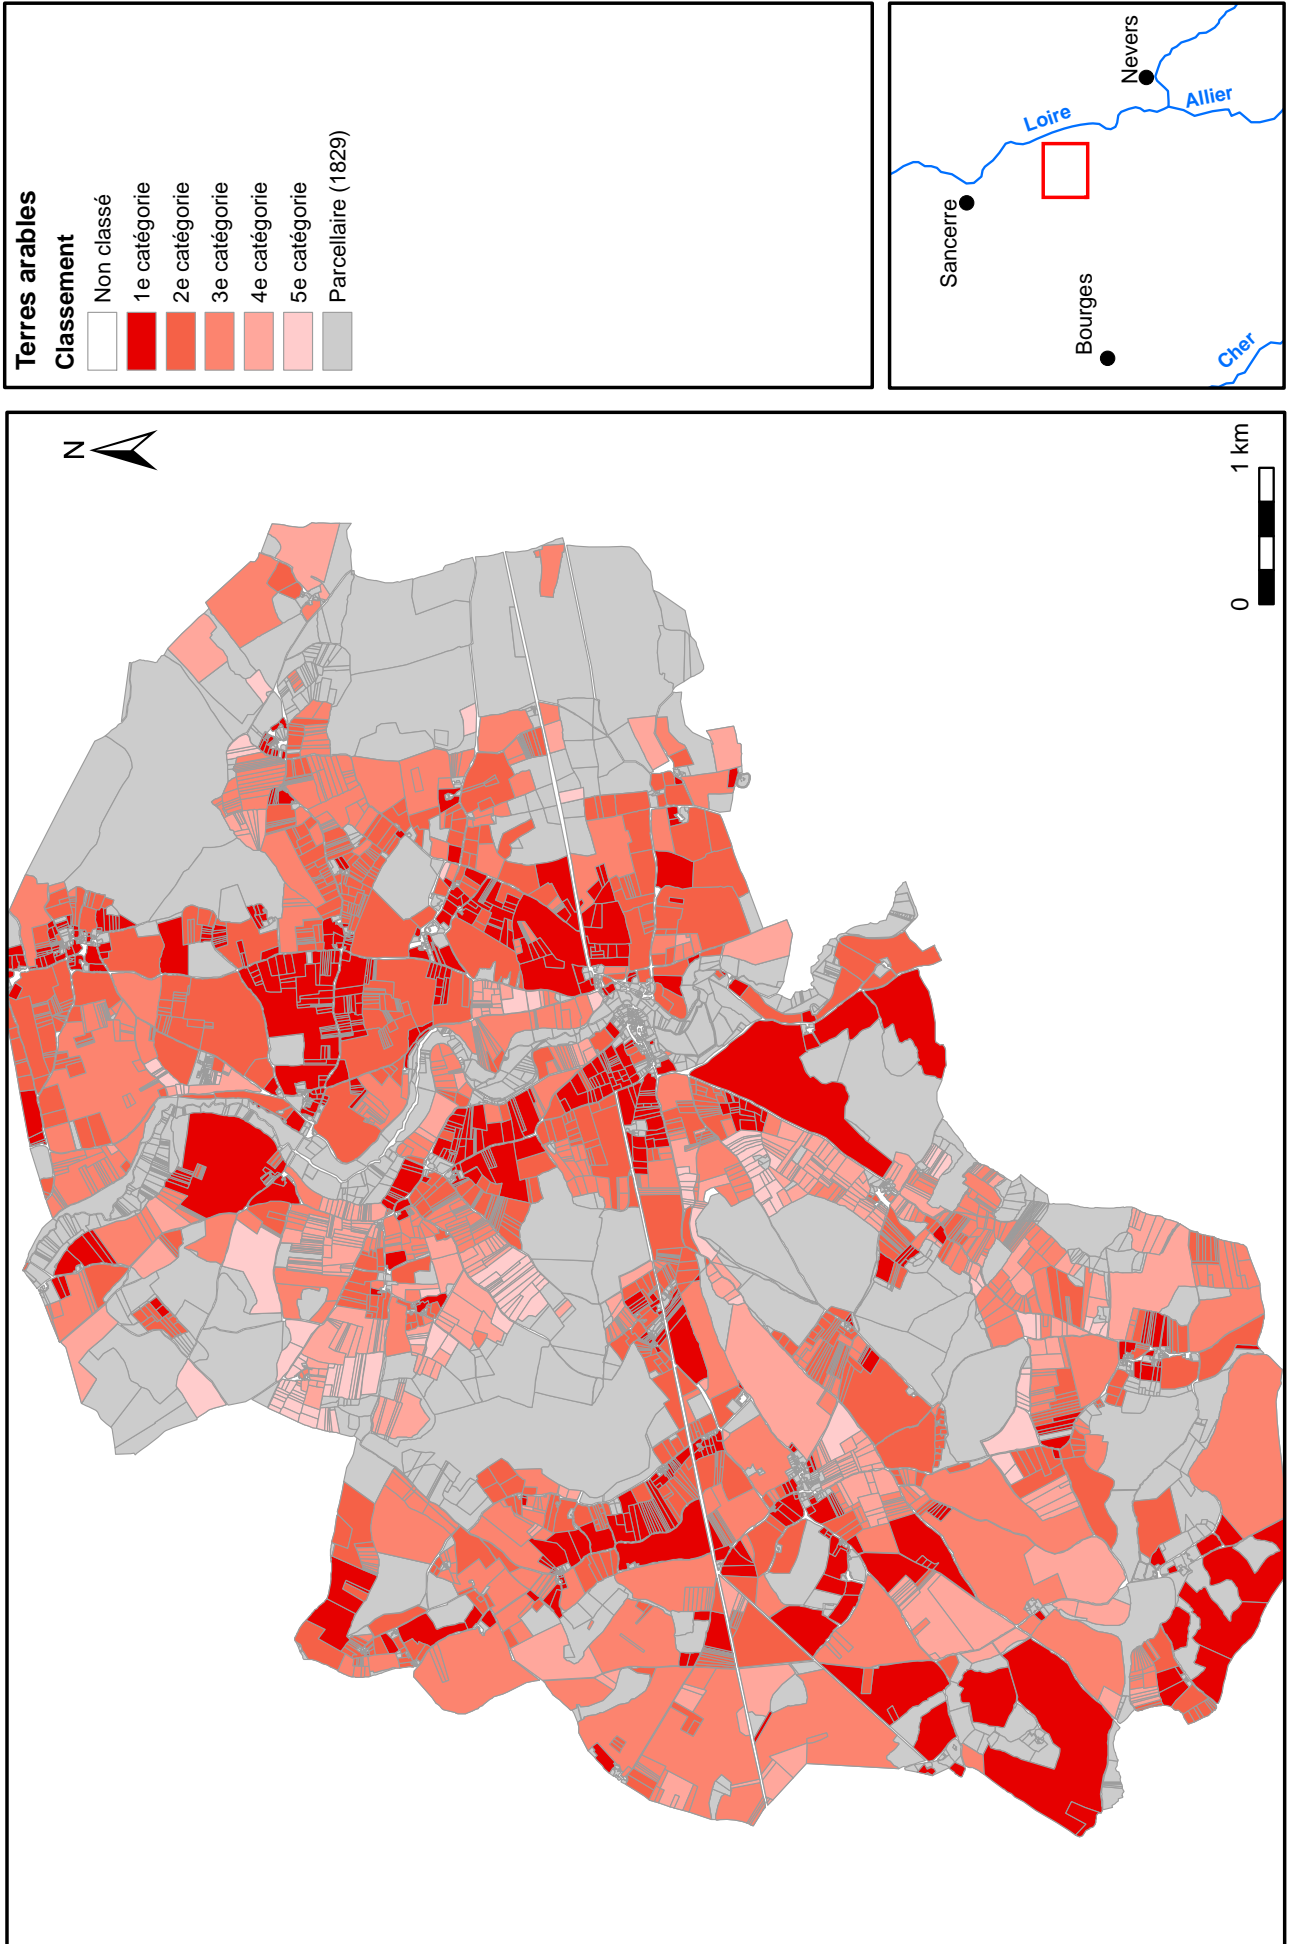 Terres arables
Classement
Non classé
1e catégorie
2e catégorie
3e catégorie
4e catégorie
5e catégorie
Parcellaire (1829)
Sancerre
Bourges
Nevers
Loire
Allier
Cher
N
0 1 km